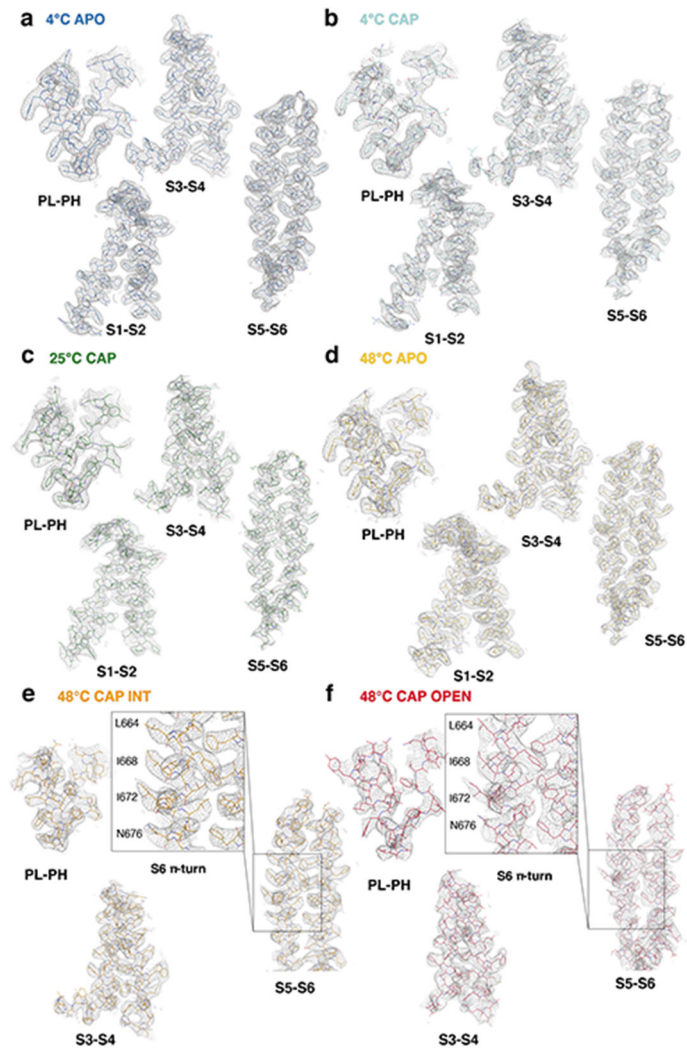 a 4°C APO
PL-PH
S3-S4
S1-S2
S5-S6
b 4°C CAP
PL-PH
S3-S4
S1-S2
S5-S6
c 25°C CAP
PL-PH
S3-S4
S1-S2
S5-S6
d 48°C APO
PL-PH
S3-S4
S1-S2
S5-S6
e 48°C CAP INT
L664
I668
I672
N676
S6 π-turn
PL-PH
S5-S6
S3-S4
f 48°C CAP OPEN
L664
I668
I672
N676
S6 π-turn
PL-PH
S5-S6
S3-S4